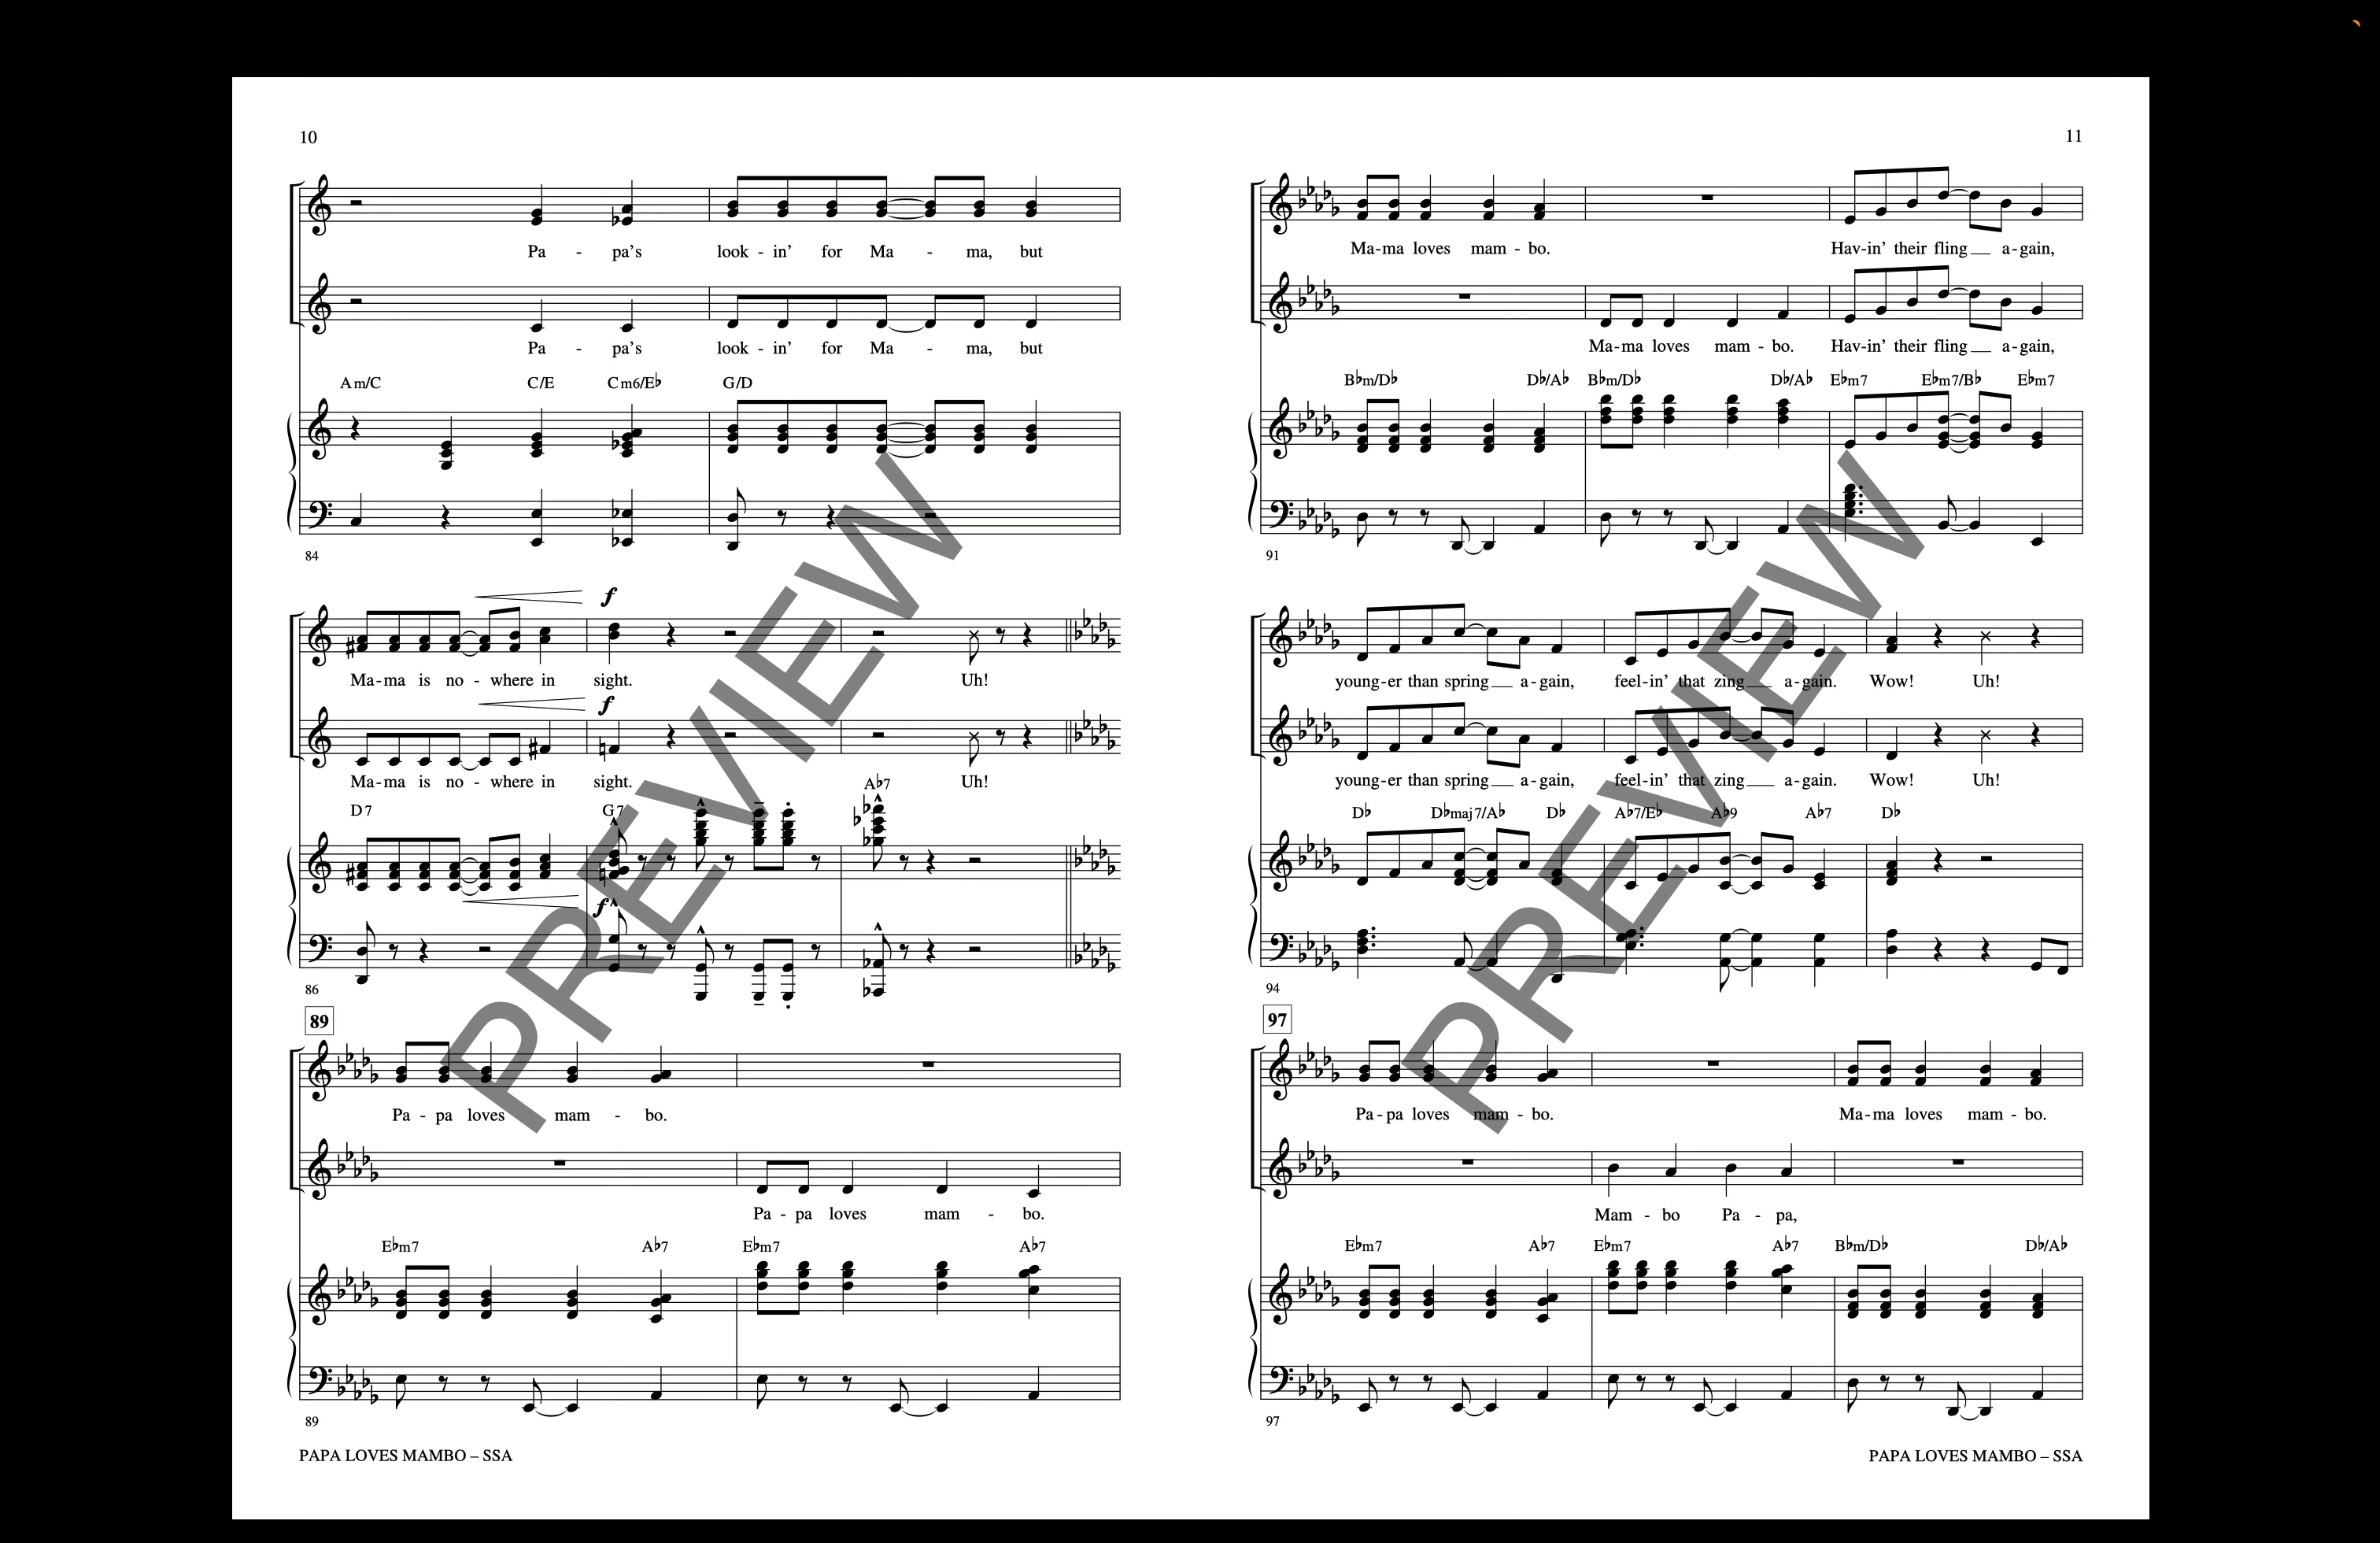 10
Pa - pa's look - in' for Ma - ma, but
Pa - pa's look - in' for Ma - ma, but
Am/C C/E Cm6/E♭ G/D
84
f
Ma - ma is no - where in sight. Uh!
f
Ma - ma is no - where in sight. Uh!
D7 G7 A♭7
f
86
89
Pa - pa loves mam - bo.
Pa - pa loves mam - bo.
E♭m7 A♭7 E♭m7 A♭7
89
PAPA LOVES MAMBO – SSA
PREVIEW
11
Ma - ma loves mam - bo. Hav - in' their fling a - gain,
Ma - ma loves mam - bo. Hav - in' their fling a - gain,
B♭m/D♭ D♭/A♭ B♭m/D♭ D♭/A♭ E♭m7 E♭m7/B♭ E♭m7
91
young - er than spring a - gain, feel - in' that zing a - gain. Wow! Uh!
young - er than spring a - gain, feel - in' that zing a - gain. Wow! Uh!
D♭ D♭maj7/A♭ D♭ A♭7/E♭ A♭9 A♭7 D♭
94
97
Pa - pa loves mam - bo. Ma - ma loves mam - bo.
Mam - bo Pa - pa,
E♭m7 A♭7 E♭m7 A♭7 B♭m/D♭ D♭/A♭
97
PAPA LOVES MAMBO – SSA
PREVIEW